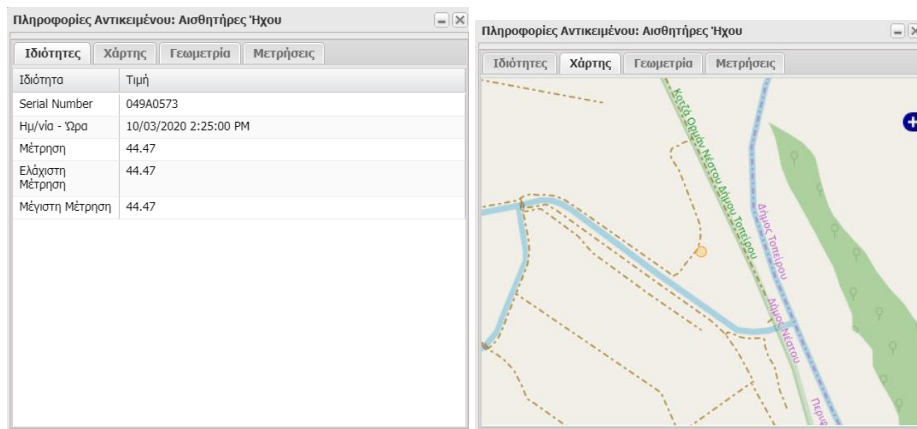 Πληροφορίες Αντικειμένου: Αισθητήρες Ήχου
Ιδιότητες Χάρτης Γεωμετρία Μετρήσεις
Ιδιότητα Τιμή
Serial Number 049A0573
Ημ/νία - Ώρα 10/03/2020 2:25:00 PM
Μέτρηση 44.47
Ελάχιστη
Μέτρηση 44.47
Μέγιστη Μέτρηση 44.47
Πληροφορίες Αντικειμένου: Αισθητήρες Ήχου
Ιδιότητες Χάρτης Γεωμετρία Μετρήσεις
Κοτζά Ορμάν Νέστου Δήμου Τοπείρου
Δήμος Τοπείρου
Δήμος Νέστου